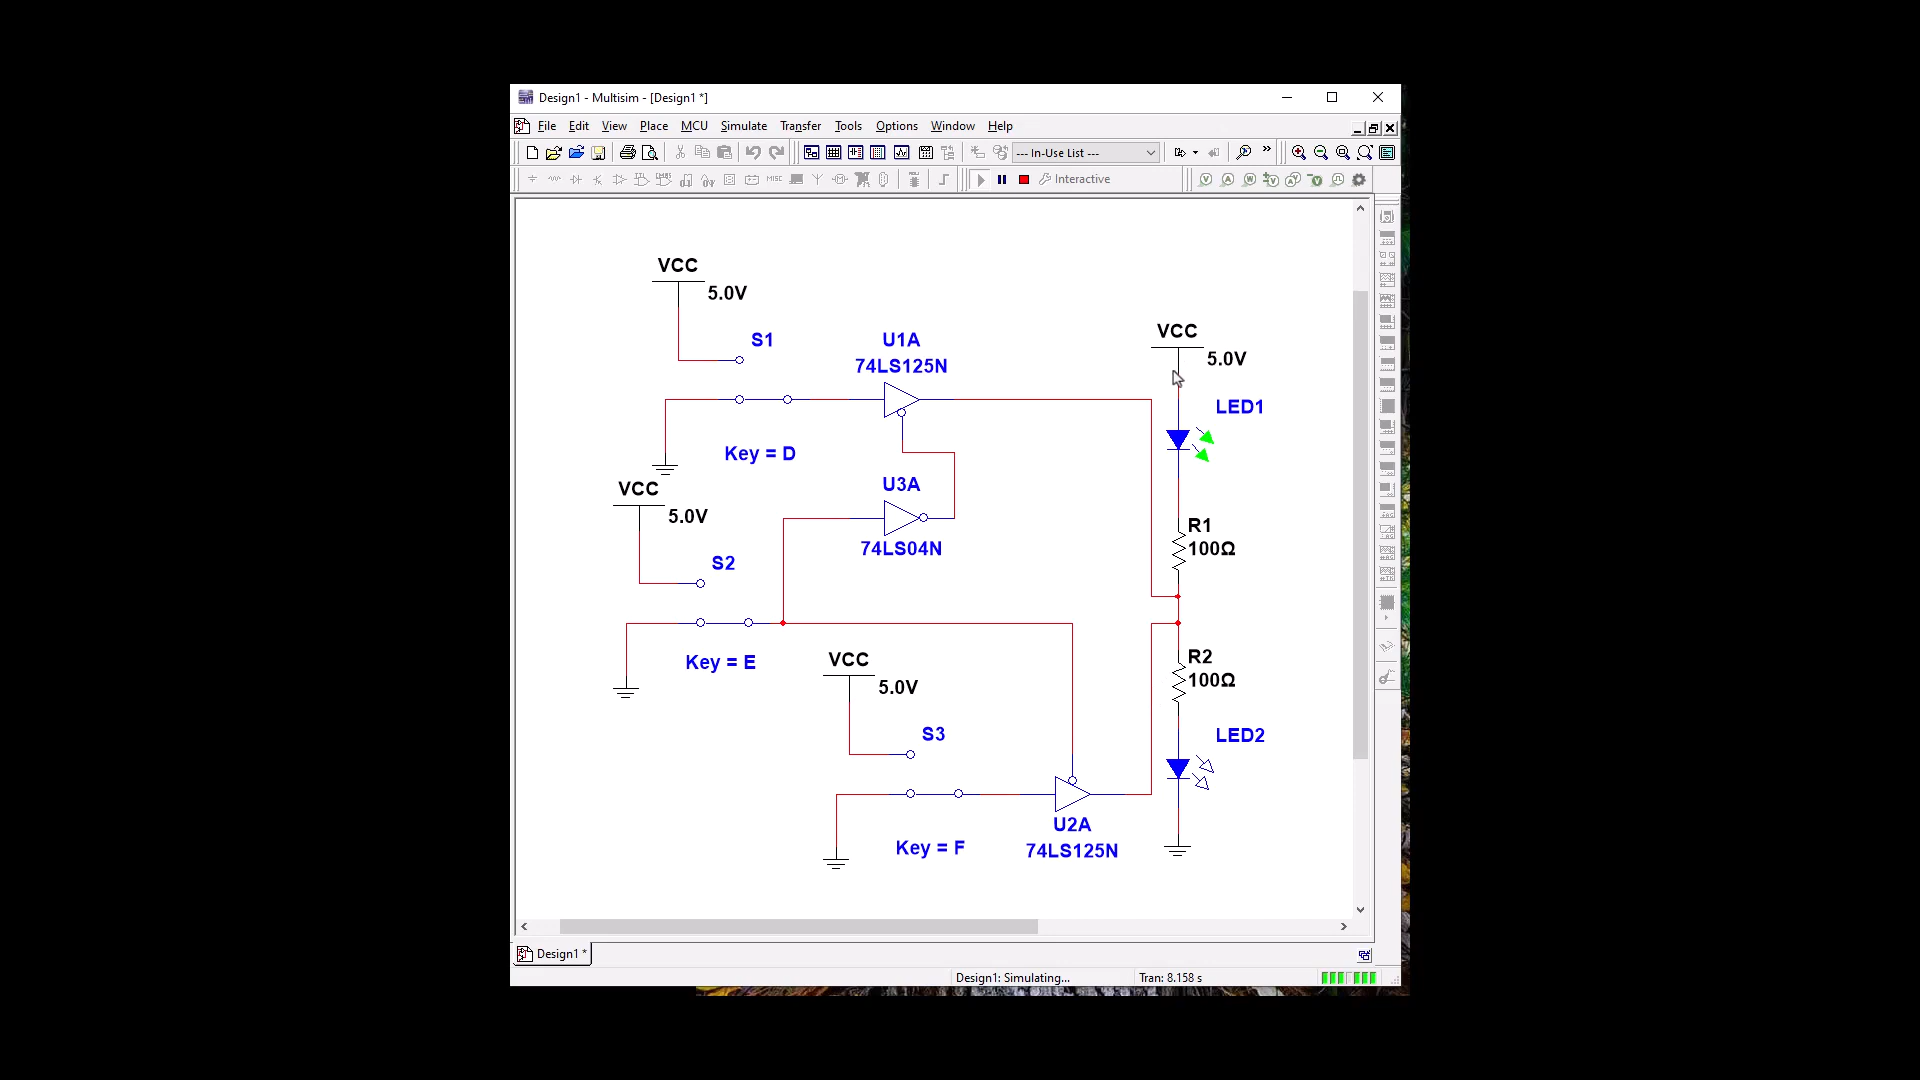 Design1 - Multisim - [Design1 *]
File Edit View Place MCU Simulate Transfer Tools Options Window Help
--- In-Use List ---
»
MISC
Interactive
VCC
5.0V
S1
U1A
74LS125N
VCC
5.0V
LED1
Key = D
U3A
VCC
5.0V
R1
100Ω
74LS04N
S2
Key = E
VCC
5.0V
R2
100Ω
S3
LED2
U2A
Key = F
74LS125N
Design1 *
Design1: Simulating...
Tran: 8.158 s